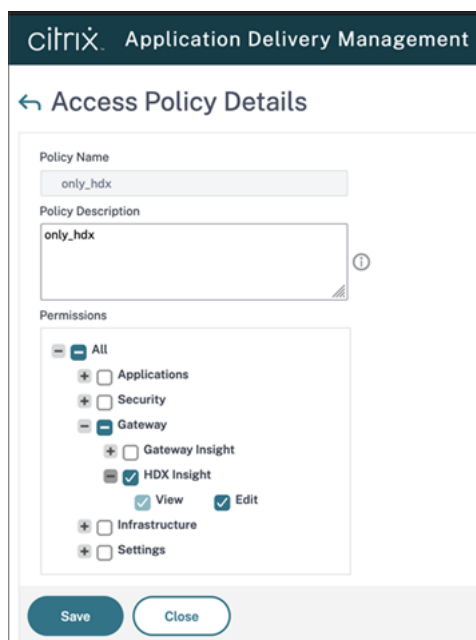 citrix. Application Delivery Management
Access Policy Details
Policy Name
only_hdx
Policy Description
only_hdx
Permissions
All
Applications
Security
Gateway
Gateway Insight
HDX Insight
View Edit
Infrastructure
Settings
Save Close